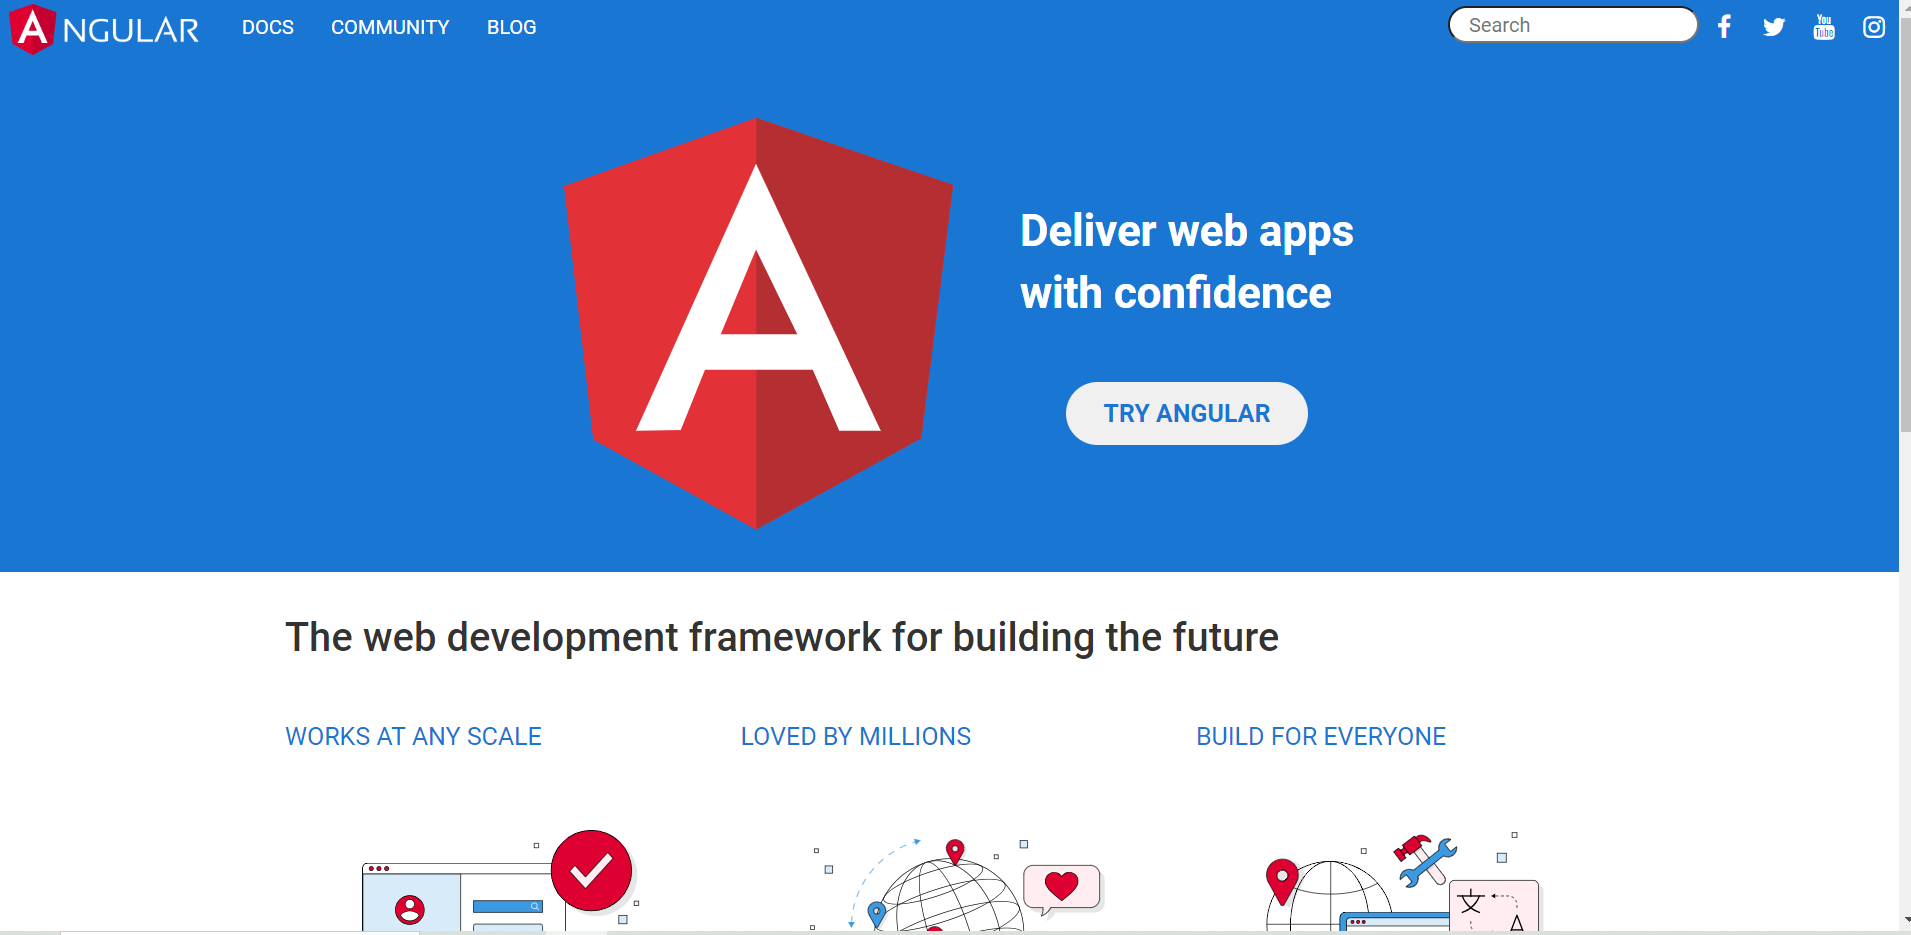 ANGULAR
DOCS
COMMUNITY
BLOG
Search
You
Tube
A
Deliver web apps
with confidence
TRY ANGULAR
The web development framework for building the future
WORKS AT ANY SCALE
LOVED BY MILLIONS
BUILD FOR EVERYONE
文
A